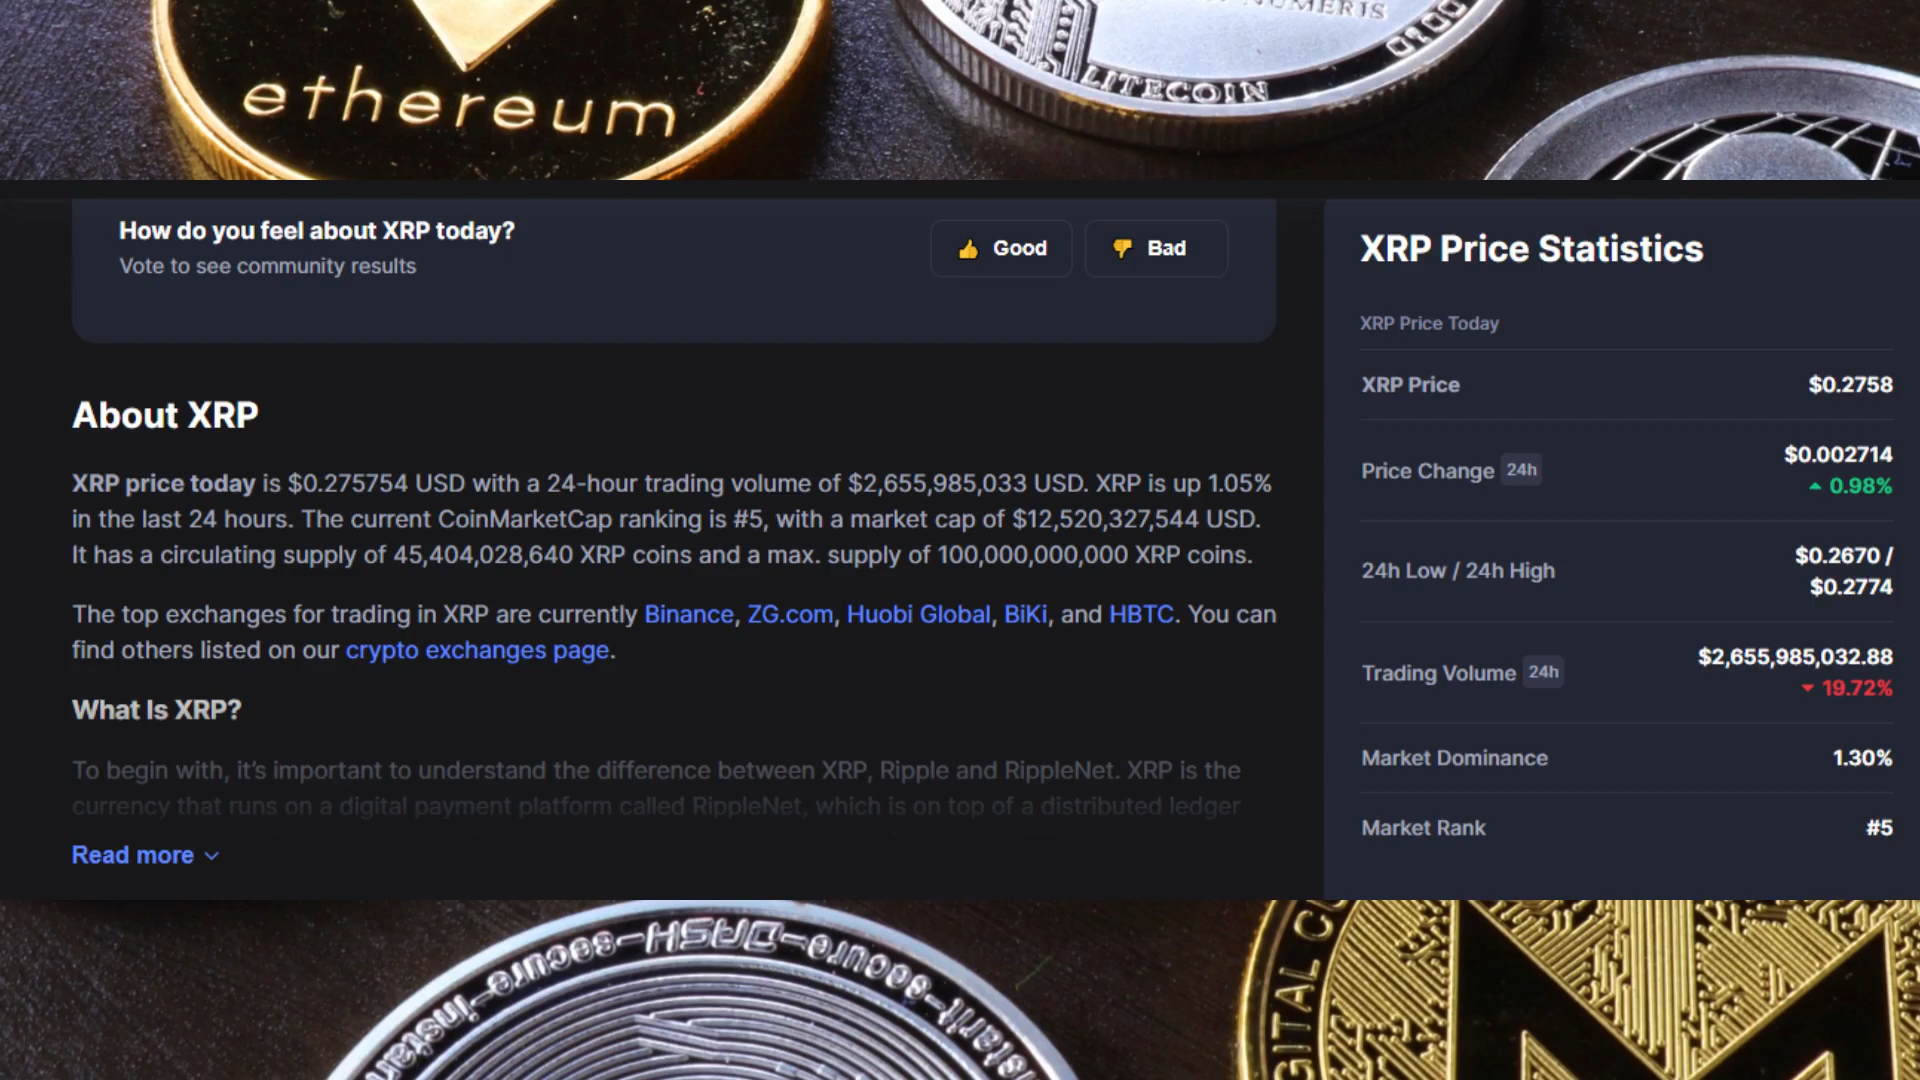 NUMERIS
LITECOIN
ethereum
How do you feel about XRP today?
Vote to see community results
Good
Bad
About XRP
XRP price today is $0.275754 USD with a 24-hour trading volume of $2,655,985,033 USD. XRP is up 1.05%
in the last 24 hours. The current CoinMarketCap ranking is #5, with a market cap of $12,520,327,544 USD.
It has a circulating supply of 45,404,028,640 XRP coins and a max. supply of 100,000,000,000 XRP coins.
The top exchanges for trading in XRP are currently Binance, ZG.com, Huobi Global, BiKi, and HBTC. You can
find others listed on our crypto exchanges page.
What Is XRP?
To begin with, it's important to understand the difference between XRP, Ripple and RippleNet. XRP is the
currency that runs on a digital payment platform called RippleNet, which is on top of a distributed ledger
Read more
XRP Price Statistics
XRP Price Today
XRP Price $0.2758
Price Change 24h $0.002714
0.98%
24h Low / 24h High $0.2670 /
$0.2774
Trading Volume 24h $2,655,985,032.88
19.72%
Market Dominance 1.30%
Market Rank #5
instant-secure-DASH-secure-instant